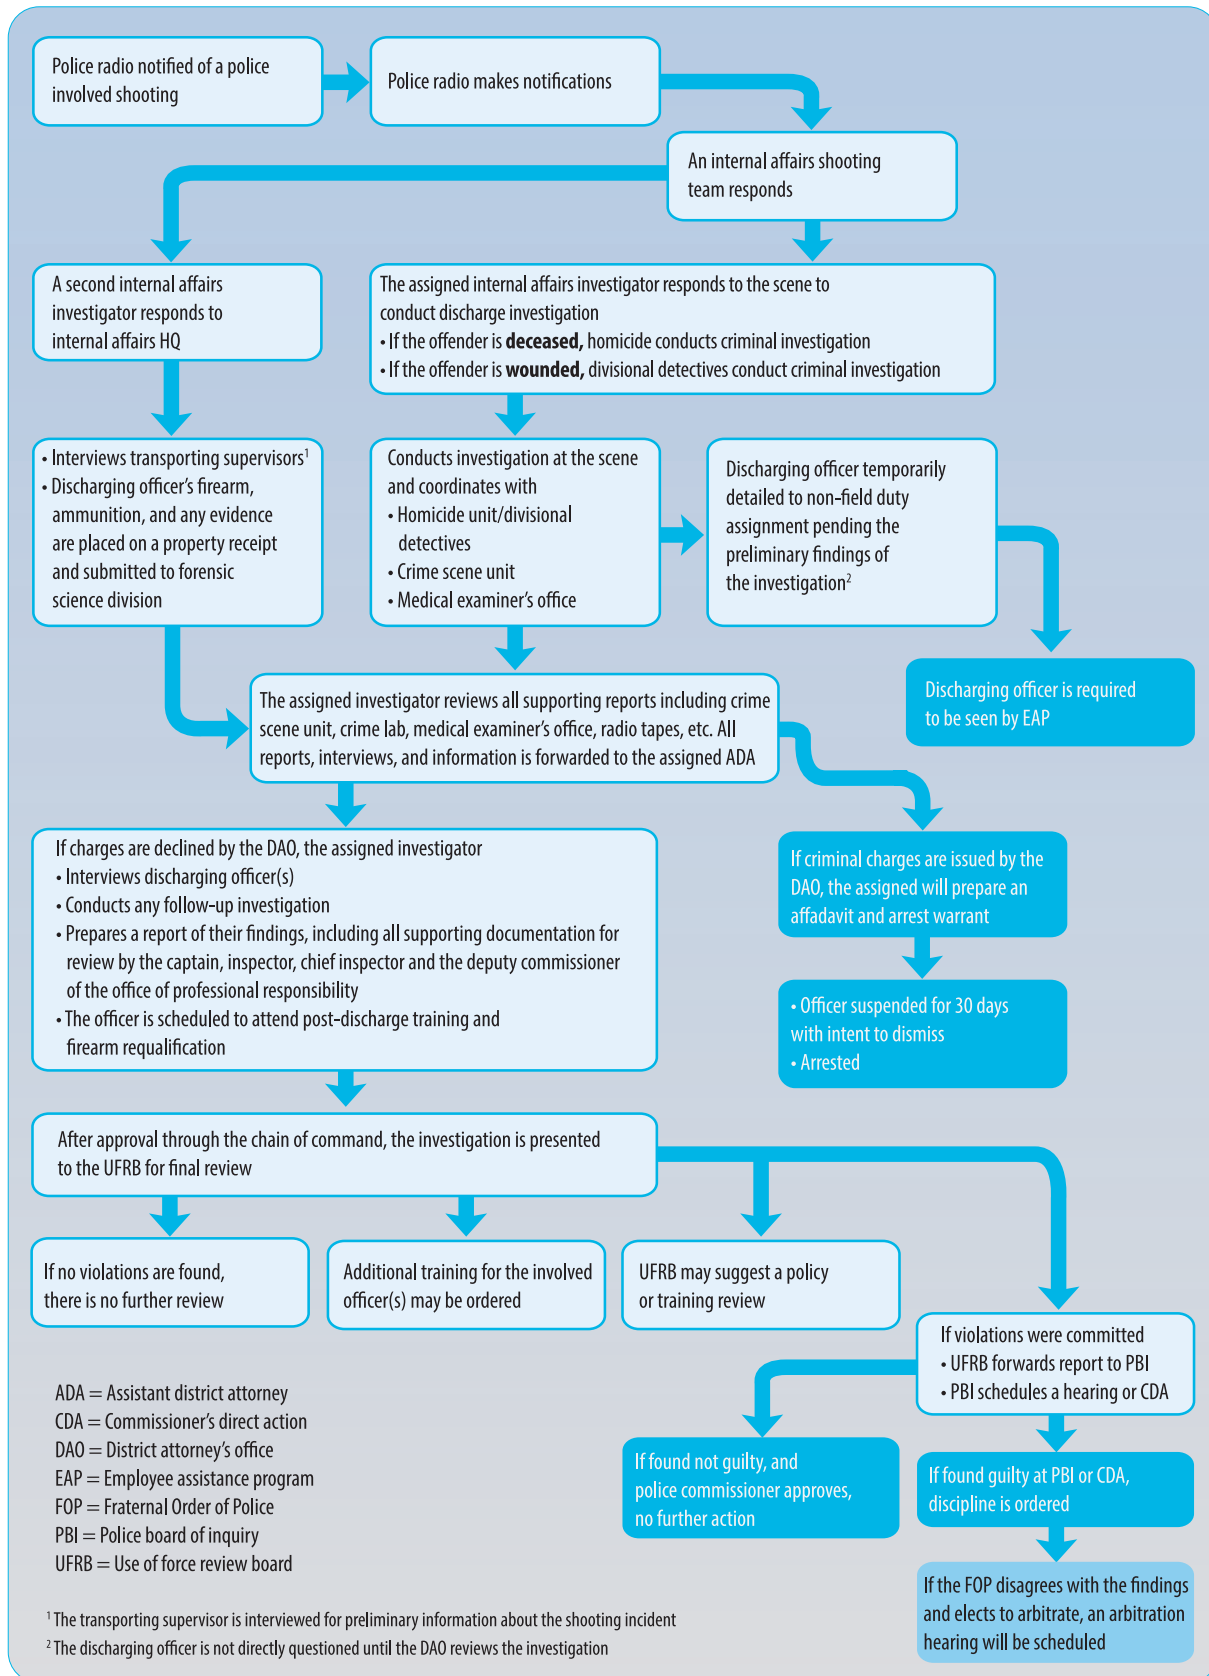 Police radio notified of a police
involved shooting
Police radio makes notifications
An internal affairs shooting
team responds
A second internal affairs
investigator responds to
internal affairs HQ
The assigned internal affairs investigator responds to the scene to
conduct discharge investigation
• If the offender is deceased, homicide conducts criminal investigation
• If the offender is wounded, divisional detectives conduct criminal investigation
• Interviews transporting supervisors1
• Discharging officer's firearm,
ammunition, and any evidence
are placed on a property receipt
and submitted to forensic
science division
Conducts investigation at the scene
and coordinates with
• Homicide unit/divisional
detectives
• Crime scene unit
• Medical examiner's office
Discharging officer temporarily
detailed to non-field duty
assignment pending the
preliminary findings of
the investigation2
Discharging officer is required
to be seen by EAP
The assigned investigator reviews all supporting reports including crime
scene unit, crime lab, medical examiner's office, radio tapes, etc. All
reports, interviews, and information is forwarded to the assigned ADA
If charges are declined by the DAO, the assigned investigator
• Interviews discharging officer(s)
• Conducts any follow-up investigation
• Prepares a report of their findings, including all supporting documentation for
review by the captain, inspector, chief inspector and the deputy commissioner
of the office of professional responsibility
• The officer is scheduled to attend post-discharge training and
firearm requalification
If criminal charges are issued by the
DAO, the assigned will prepare an
affadavit and arrest warrant
• Officer suspended for 30 days
with intent to dismiss
• Arrested
After approval through the chain of command, the investigation is presented
to the UFRB for final review
If no violations are found,
there is no further review
Additional training for the involved
officer(s) may be ordered
UFRB may suggest a policy
or training review
If violations were committed
• UFRB forwards report to PBI
• PBI schedules a hearing or CDA
If found not guilty, and
police commissioner approves,
no further action
If found guilty at PBI or CDA,
discipline is ordered
If the FOP disagrees with the findings
and elects to arbitrate, an arbitration
hearing will be scheduled
ADA = Assistant district attorney
CDA = Commissioner's direct action
DAO = District attorney's office
EAP = Employee assistance program
FOP = Fraternal Order of Police
PBI = Police board of inquiry
UFRB = Use of force review board
1 The transporting supervisor is interviewed for preliminary information about the shooting incident
2 The discharging officer is not directly questioned until the DAO reviews the investigation